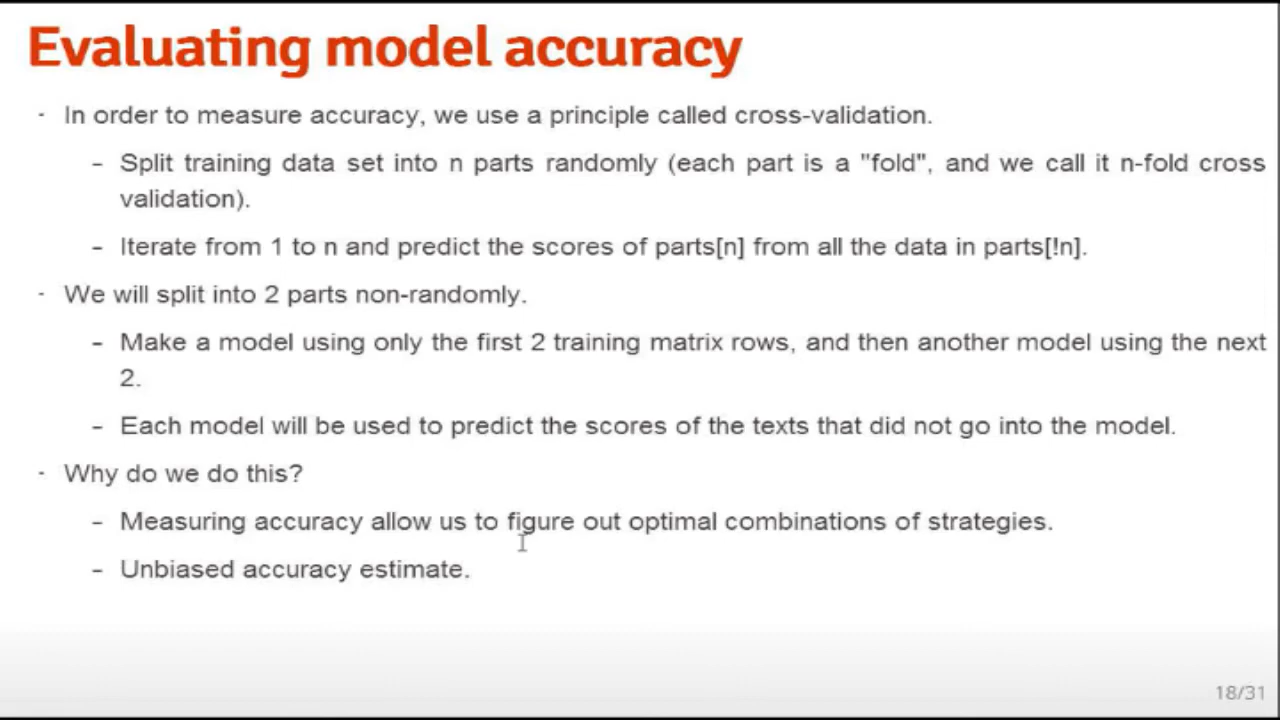 Evaluating model accuracy
- In order to measure accuracy, we use a principle called cross-validation.
– Split training data set into n parts randomly (each part is a "fold", and we call it n-fold cross
validation).
– Iterate from 1 to n and predict the scores of parts[n] from all the data in parts[!n].
- We will split into 2 parts non-randomly.
– Make a model using only the first 2 training matrix rows, and then another model using the next
2.
– Each model will be used to predict the scores of the texts that did not go into the model.
- Why do we do this?
– Measuring accuracy allow us to figure out optimal combinations of strategies.
– Unbiased accuracy estimate.
18/31